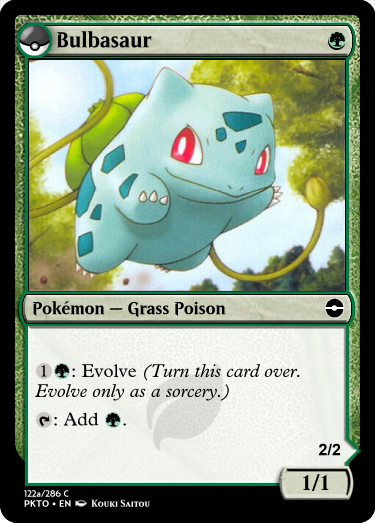 Bulbasaur
Pokémon — Grass Poison
1: Evolve (Turn this card over.
Evolve only as a sorcery.)
: Add .
2/2
1/1
122a/286 C
PKTO • EN Kouki Saitou